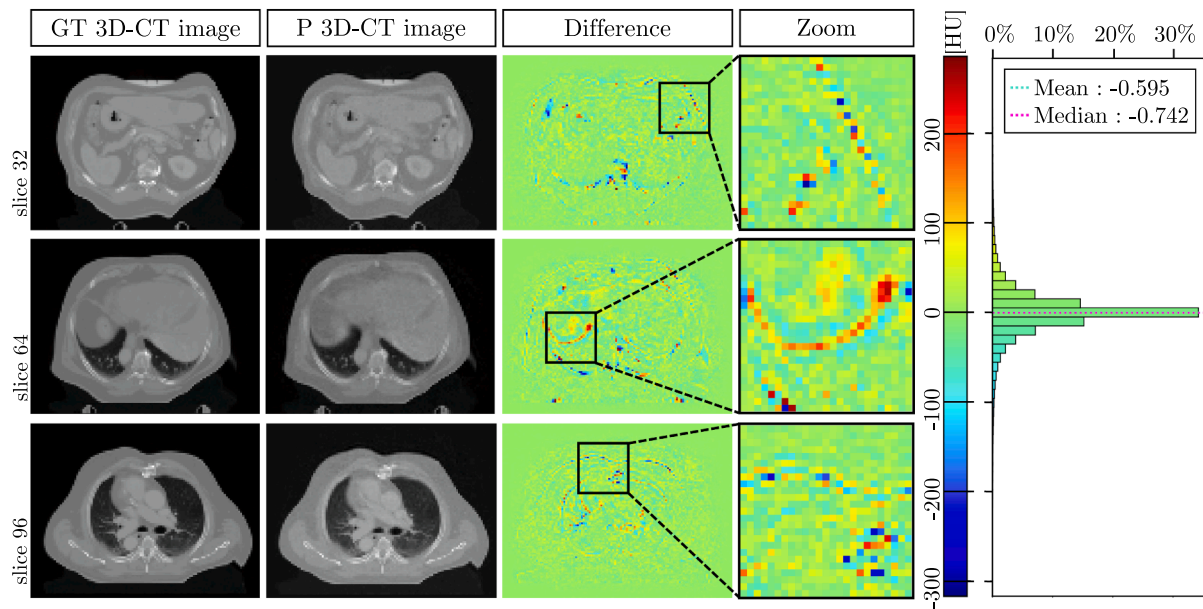 GT 3D-CT image
P 3D-CT image
Difference
Zoom
[HU]
0%
10%
20%
30%
Mean : -0.595
Median : -0.742
slice 32
slice 64
slice 96
200
100
0
-100
-200
-300